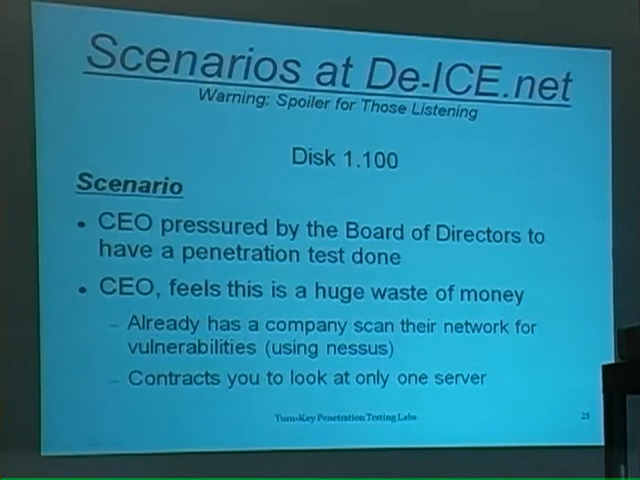 Scenarios at De-ICE.net
Warning: Spoiler for Those Listening
Disk 1.100
Scenario
• CEO pressured by the Board of Directors to
have a penetration test done
• CEO, feels this is a huge waste of money
– Already has a company scan their network for
vulnerabilities (using nessus)
– Contracts you to look at only one server
Turn-Key Penetration Testing Labs
25